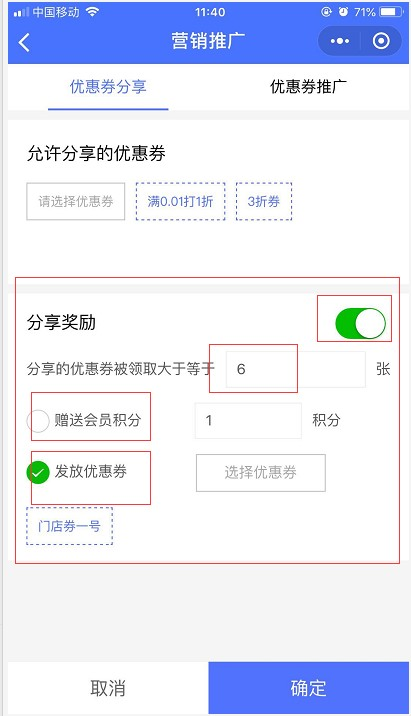 中国移动 11:40 71%
营销推广
优惠券分享 优惠券推广
允许分享的优惠券
请选择优惠券 满0.01打1折 3折券
分享奖励
分享的优惠券被领取大于等于 6 张
赠送会员积分 1 积分
发放优惠券 选择优惠券
门店券一号
取消 确定